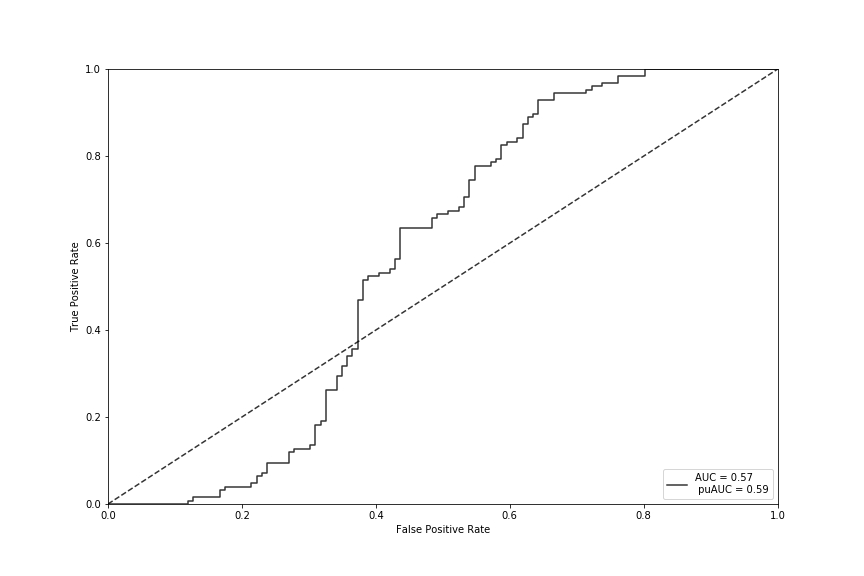 1.0
0.8
0.6
0.4
0.2
0.0
True Positive Rate
0.0 0.2 0.4 0.6 0.8 1.0
False Positive Rate
AUC = 0.57
puAUC = 0.59